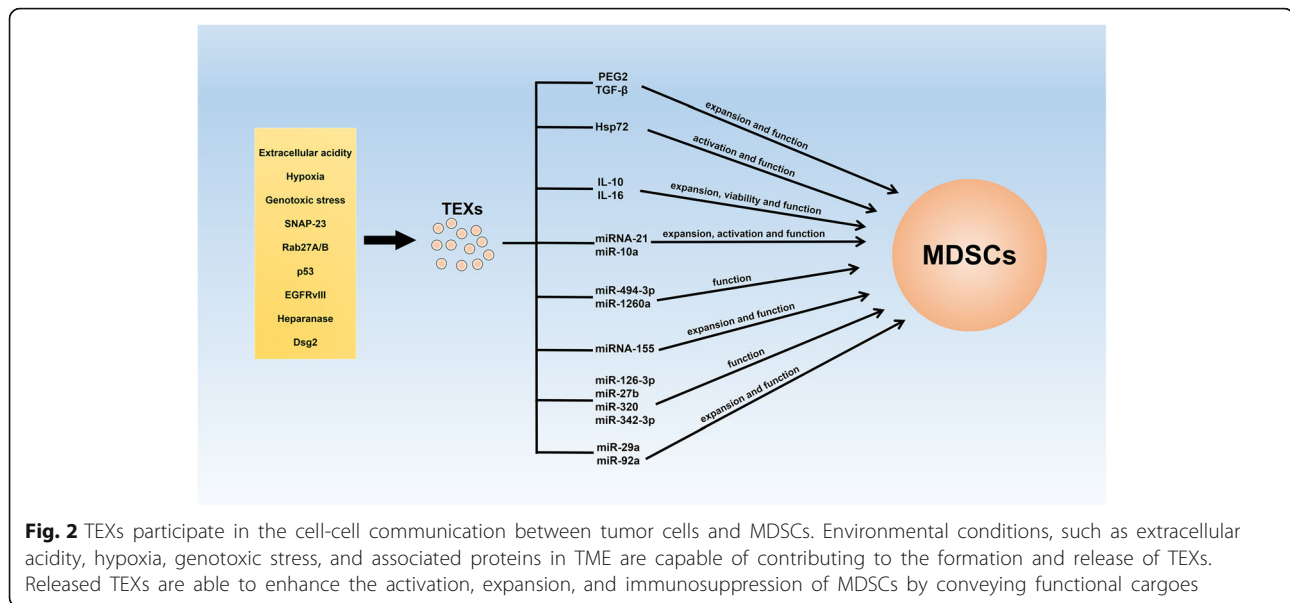 Extracellular acidity
Hypoxia
Genotoxic stress
SNAP-23
Rab27A/B
p53
EGFRvIII
Heparanase
Dsg2
TEXs
PEG2
TGF-β
expansion and function
Hsp72
activation and function
IL-10
IL-16
expansion, viability and function
miRNA-21
miR-10a
expansion, activation and function
miR-494-3p
miR-1260a
function
miRNA-155
expansion and function
miR-126-3p
miR-27b
miR-320
miR-342-3p
function
miR-29a
miR-92a
expansion and function
MDSCs
Fig. 2 TEXs participate in the cell-cell communication between tumor cells and MDSCs. Environmental conditions, such as extracellular
acidity, hypoxia, genotoxic stress, and associated proteins in TME are capable of contributing to the formation and release of TEXs.
Released TEXs are able to enhance the activation, expansion, and immunosuppression of MDSCs by conveying functional cargoes